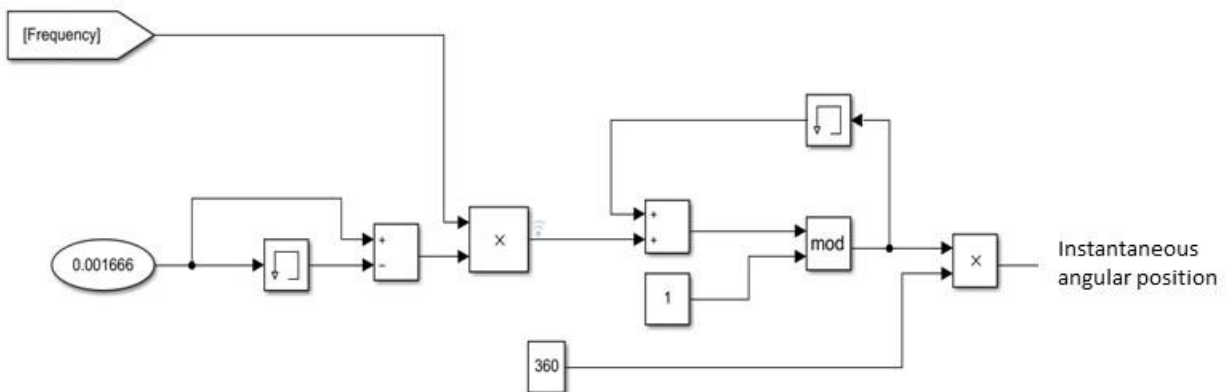 [Frequency]
+
+
mod
+
−
×
0.001666
1
×
Instantaneous
angular position
360